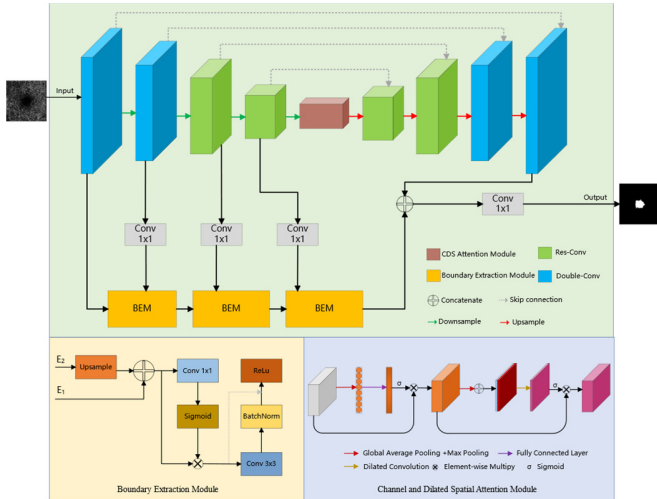 Input
Conv
1x1
Conv
1x1
Conv
1x1
Conv
1x1
Output
BEM
BEM
BEM
CDS Attention Module
Res-Conv
Boundary Extraction Module
Double-Conv
Concatenate
Skip connection
Downsample
Upsample
E2
Upsample
E1
Conv 1x1
ReLu
Sigmoid
BatchNorm
Conv 3x3
Boundary Extraction Module
σ
σ
Global Average Pooling +Max Pooling
Fully Connected Layer
Dilated Convolution
Element-wise Multipy
σ Sigmoid
Channel and Dilated Spatial Attention Module